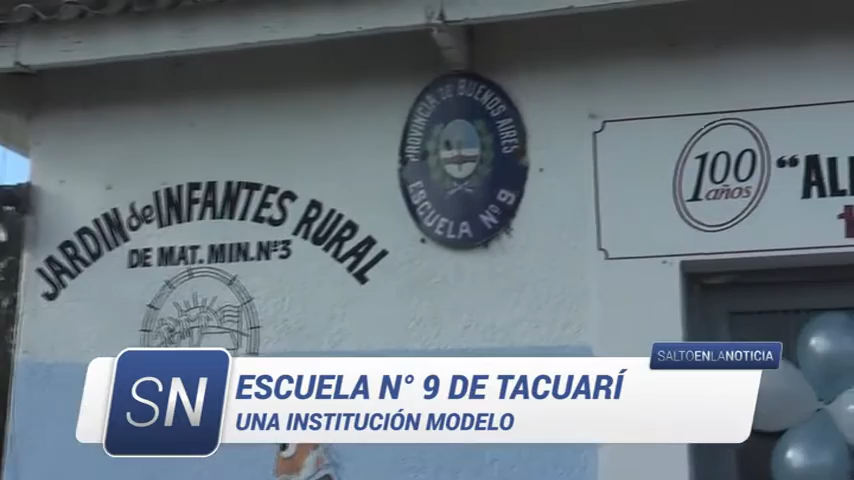 JARDIN de INFANTES RURAL
DE MAT. MIN. Nº3
PROVINCIA DE BUENOS AIRES
ESCUELA Nº 9
100
años
SALTOENLANOTICIA
SN
ESCUELA N° 9 DE TACUARÍ
UNA INSTITUCIÓN MODELO